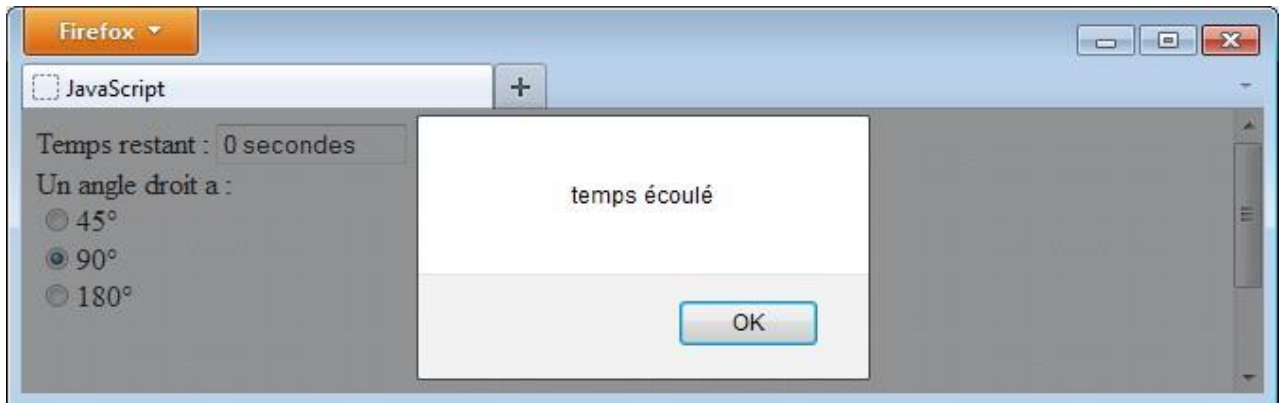 Firefox
JavaScript
Temps restant : 0 secondes
Un angle droit a :
45°
90°
180°
temps écoulé
OK